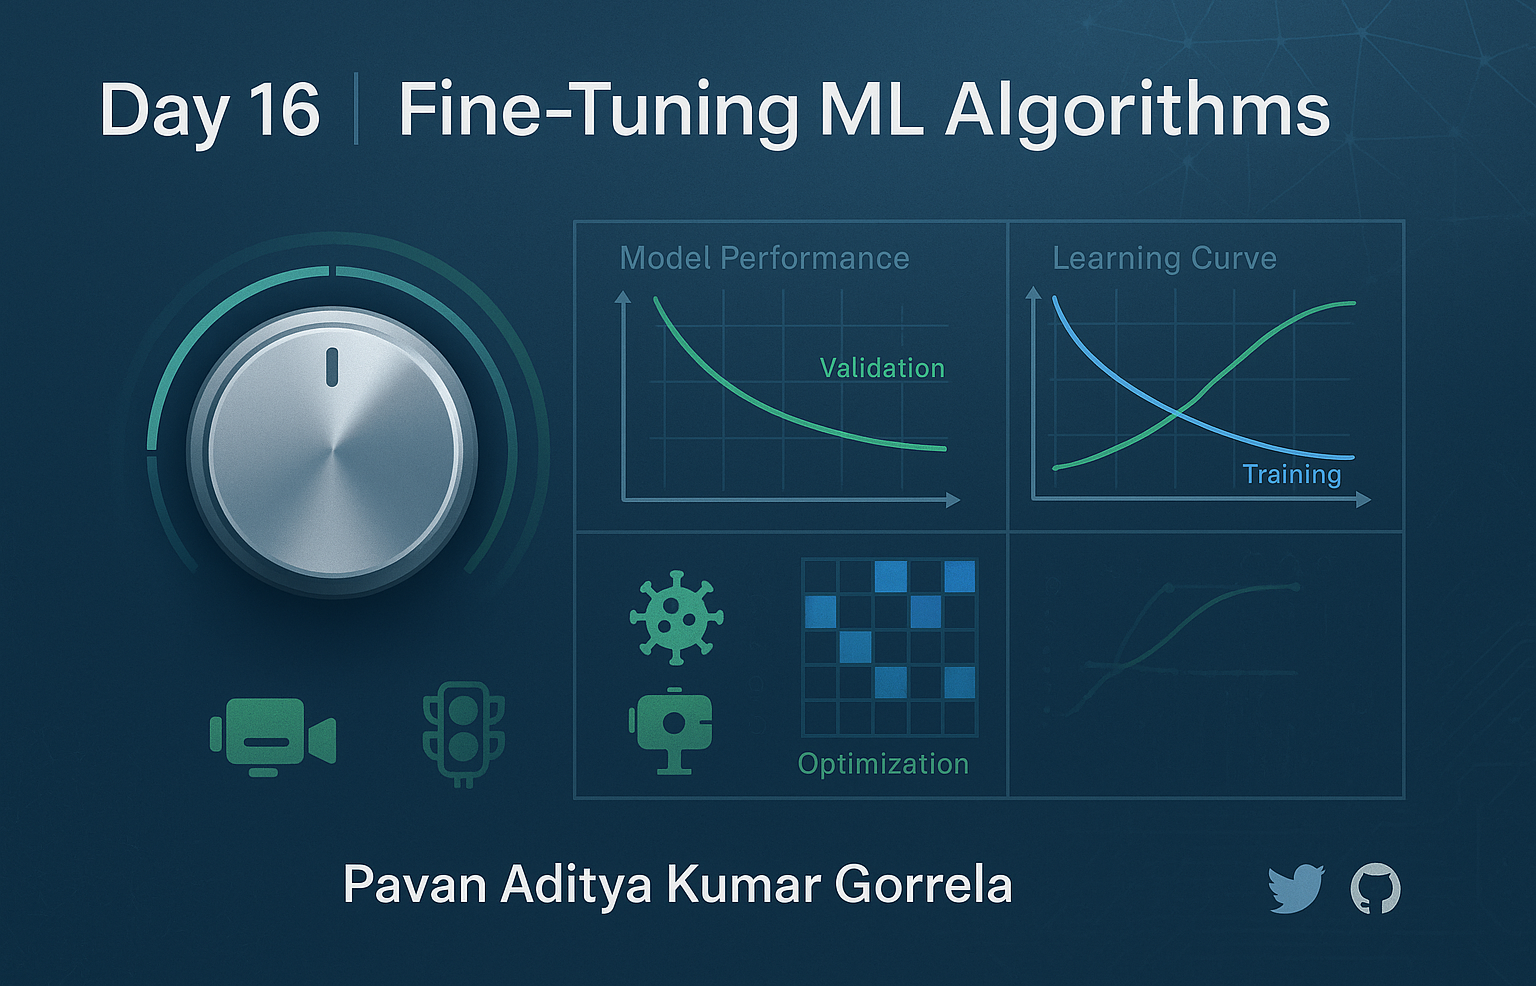 Day 16 | Fine-Tuning ML Algorithms
Model Performance
Validation
Learning Curve
Training
Optimization
Pavan Aditya Kumar Gorrela